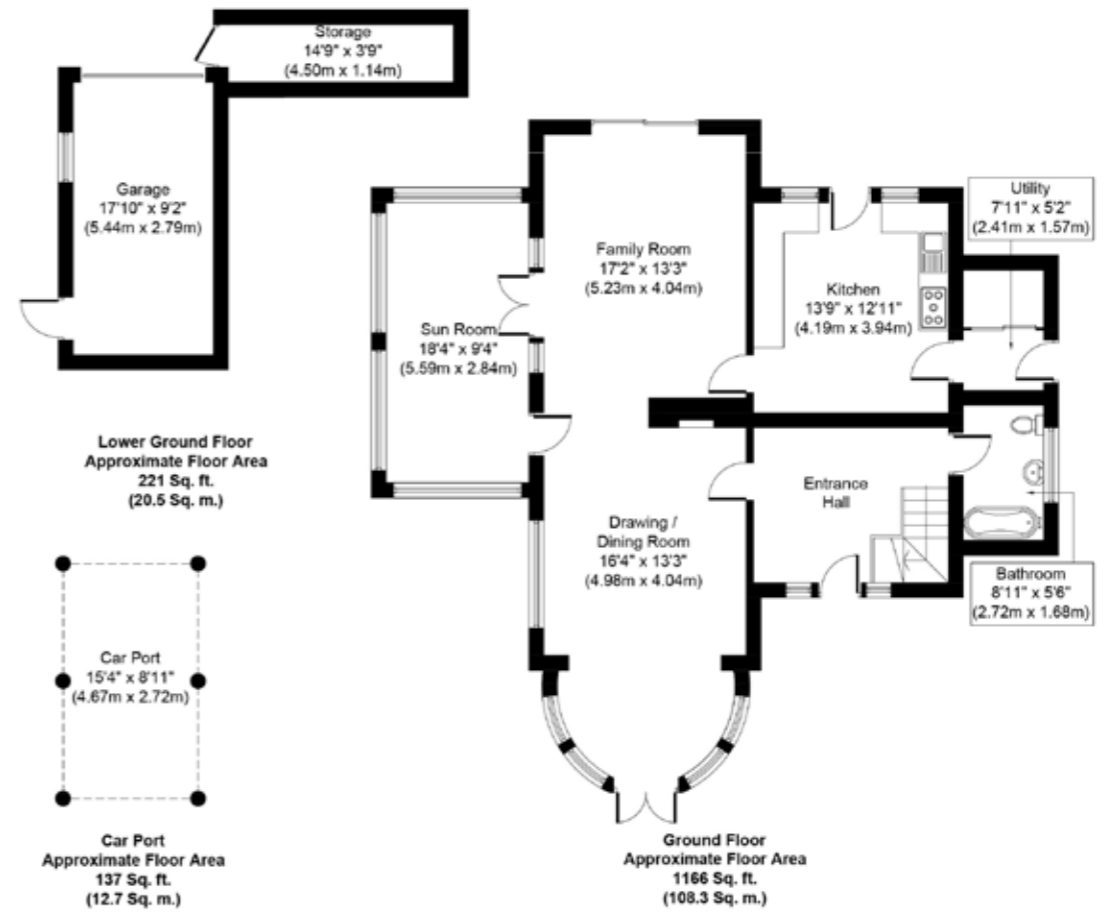 Storage
14'9" x 3'9"
(4.50m x 1.14m)
Garage
17'10" x 9'2"
(5.44m x 2.79m)
Utility
7'11" x 5'2"
(2.41m x 1.57m)
Family Room
17'2" x 13'3"
(5.23m x 4.04m)
Kitchen
13'9" x 12'11"
(4.19m x 3.94m)
Sun Room
18'4" x 9'4"
(5.59m x 2.84m)
Lower Ground Floor
Approximate Floor Area
221 Sq. ft.
(20.5 Sq. m.)
Entrance
Hall
Drawing /
Dining Room
16'4" x 13'3"
(4.98m x 4.04m)
Bathroom
8'11" x 5'6"
(2.72m x 1.68m)
Car Port
15'4" x 8'11"
(4.67m x 2.72m)
Car Port
Approximate Floor Area
137 Sq. ft.
(12.7 Sq. m.)
Ground Floor
Approximate Floor Area
1166 Sq. ft.
(108.3 Sq. m.)